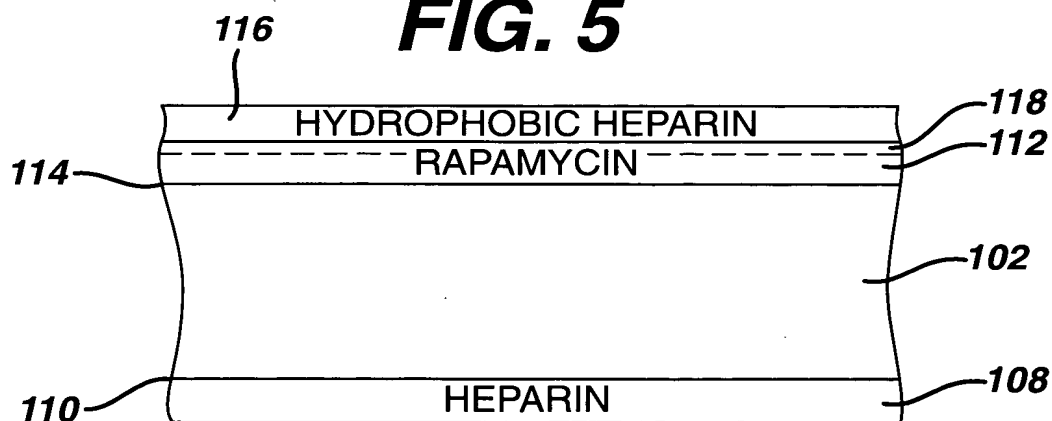 FIG. 5
116
HYDROPHOBIC HEPARIN
118
RAPAMYCIN
112
114
102
110
HEPARIN
108